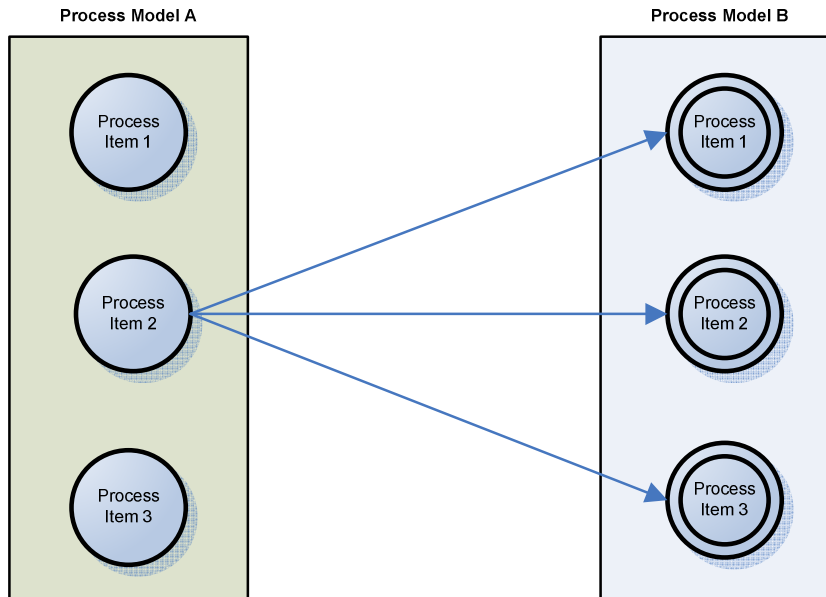 Process Model A
Process Model B
Process
Item 1
Process
Item 1
Process
Item 2
Process
Item 2
Process
Item 3
Process
Item 3